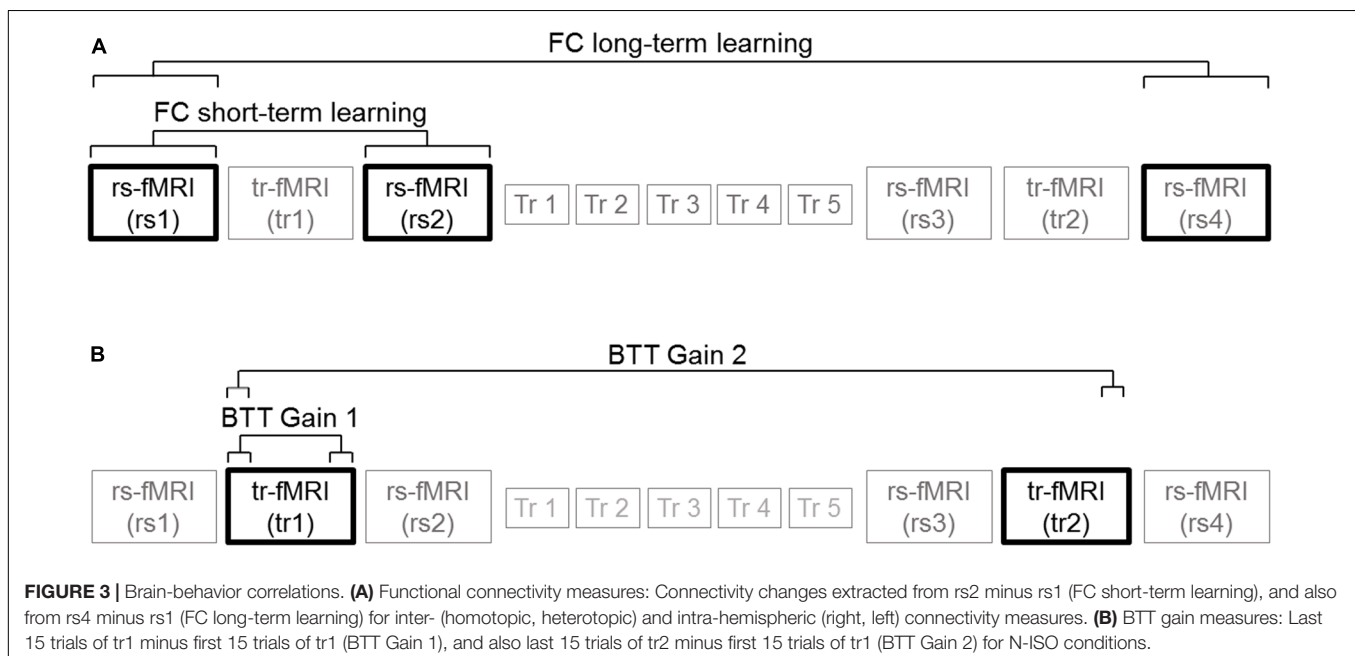 A
FC long-term learning
FC short-term learning
rs-fMRI tr-fMRI rs-fMRI Tr 1 Tr 2 Tr 3 Tr 4 Tr 5 rs-fMRI tr-fMRI rs-fMRI
(rs1) (tr1) (rs2) (rs3) (tr2) (rs4)
B
BTT Gain 2
BTT Gain 1
rs-fMRI tr-fMRI rs-fMRI Tr 1 Tr 2 Tr 3 Tr 4 Tr 5 rs-fMRI tr-fMRI rs-fMRI
(rs1) (tr1) (rs2) (rs3) (tr2) (rs4)
FIGURE 3 | Brain-behavior correlations. (A) Functional connectivity measures: Connectivity changes extracted from rs2 minus rs1 (FC short-term learning), and also
from rs4 minus rs1 (FC long-term learning) for inter- (homotopic, heterotopic) and intra-hemispheric (right, left) connectivity measures. (B) BTT gain measures: Last
15 trials of tr1 minus first 15 trials of tr1 (BTT Gain 1), and also last 15 trials of tr2 minus first 15 trials of tr1 (BTT Gain 2) for N-ISO conditions.